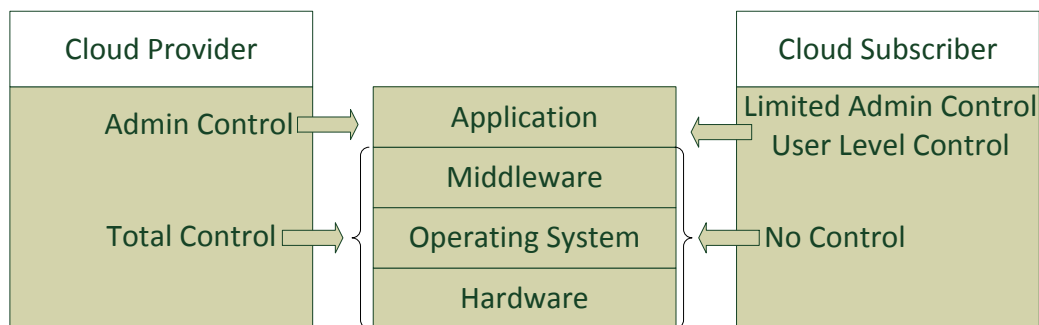 Cloud Provider
Admin Control
Total Control
Application
Middleware
Operating System
Hardware
Cloud Subscriber
Limited Admin Control
User Level Control
No Control